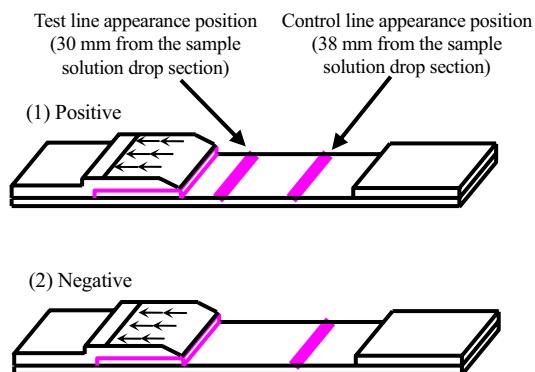 Test line appearance position
(30 mm from the sample
solution drop section)
Control line appearance position
(38 mm from the sample
solution drop section)
(1) Positive
(2) Negative